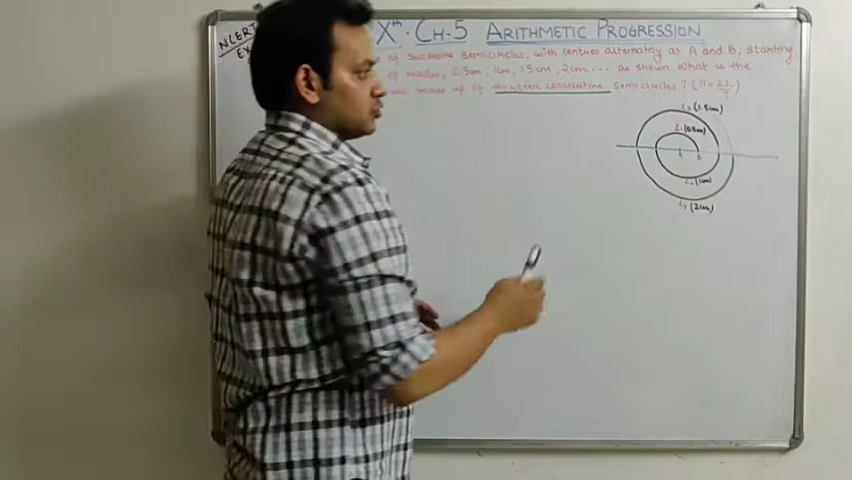 NCERT Xth CH-5 ARITHMETIC PROGRESSION
of successive semicircles, with centres alternately at A and B, starting
of radius, 0.5cm, 1cm, 1.5cm, 2cm ... as shown. What is the
made up of thirteen consecutive semicircles? (π = 22/7)
L3 (1.5cm)
L1 (0.5cm)
A B
L2 (1cm)
L4 (2cm)